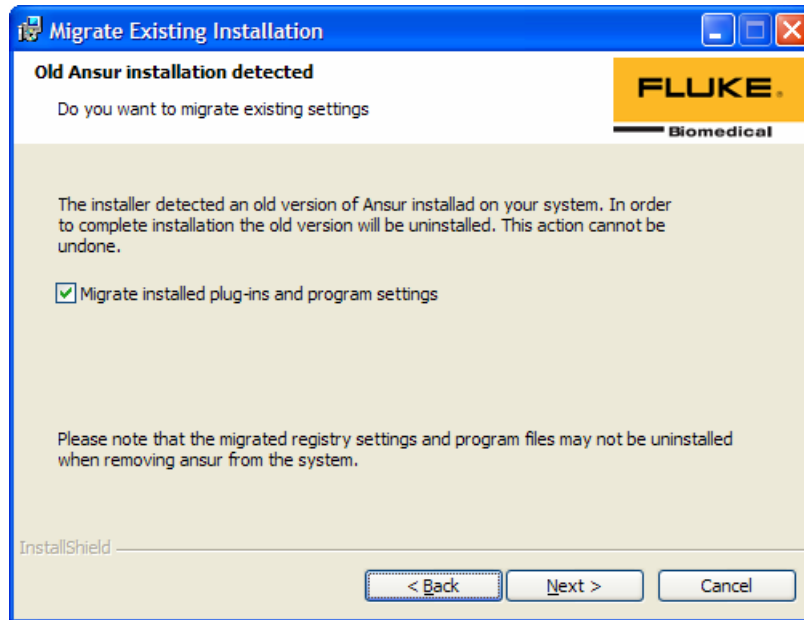 Migrate Existing Installation
Old Ansur installation detected
Do you want to migrate existing settings
FLUKE®
Biomedical
The installer detected an old version of Ansur installad on your system. In order
to complete installation the old version will be uninstalled. This action cannot be
undone.
Migrate installed plug-ins and program settings
Please note that the migrated registry settings and program files may not be uninstalled
when removing ansur from the system.
InstallShield
< Back Next > Cancel